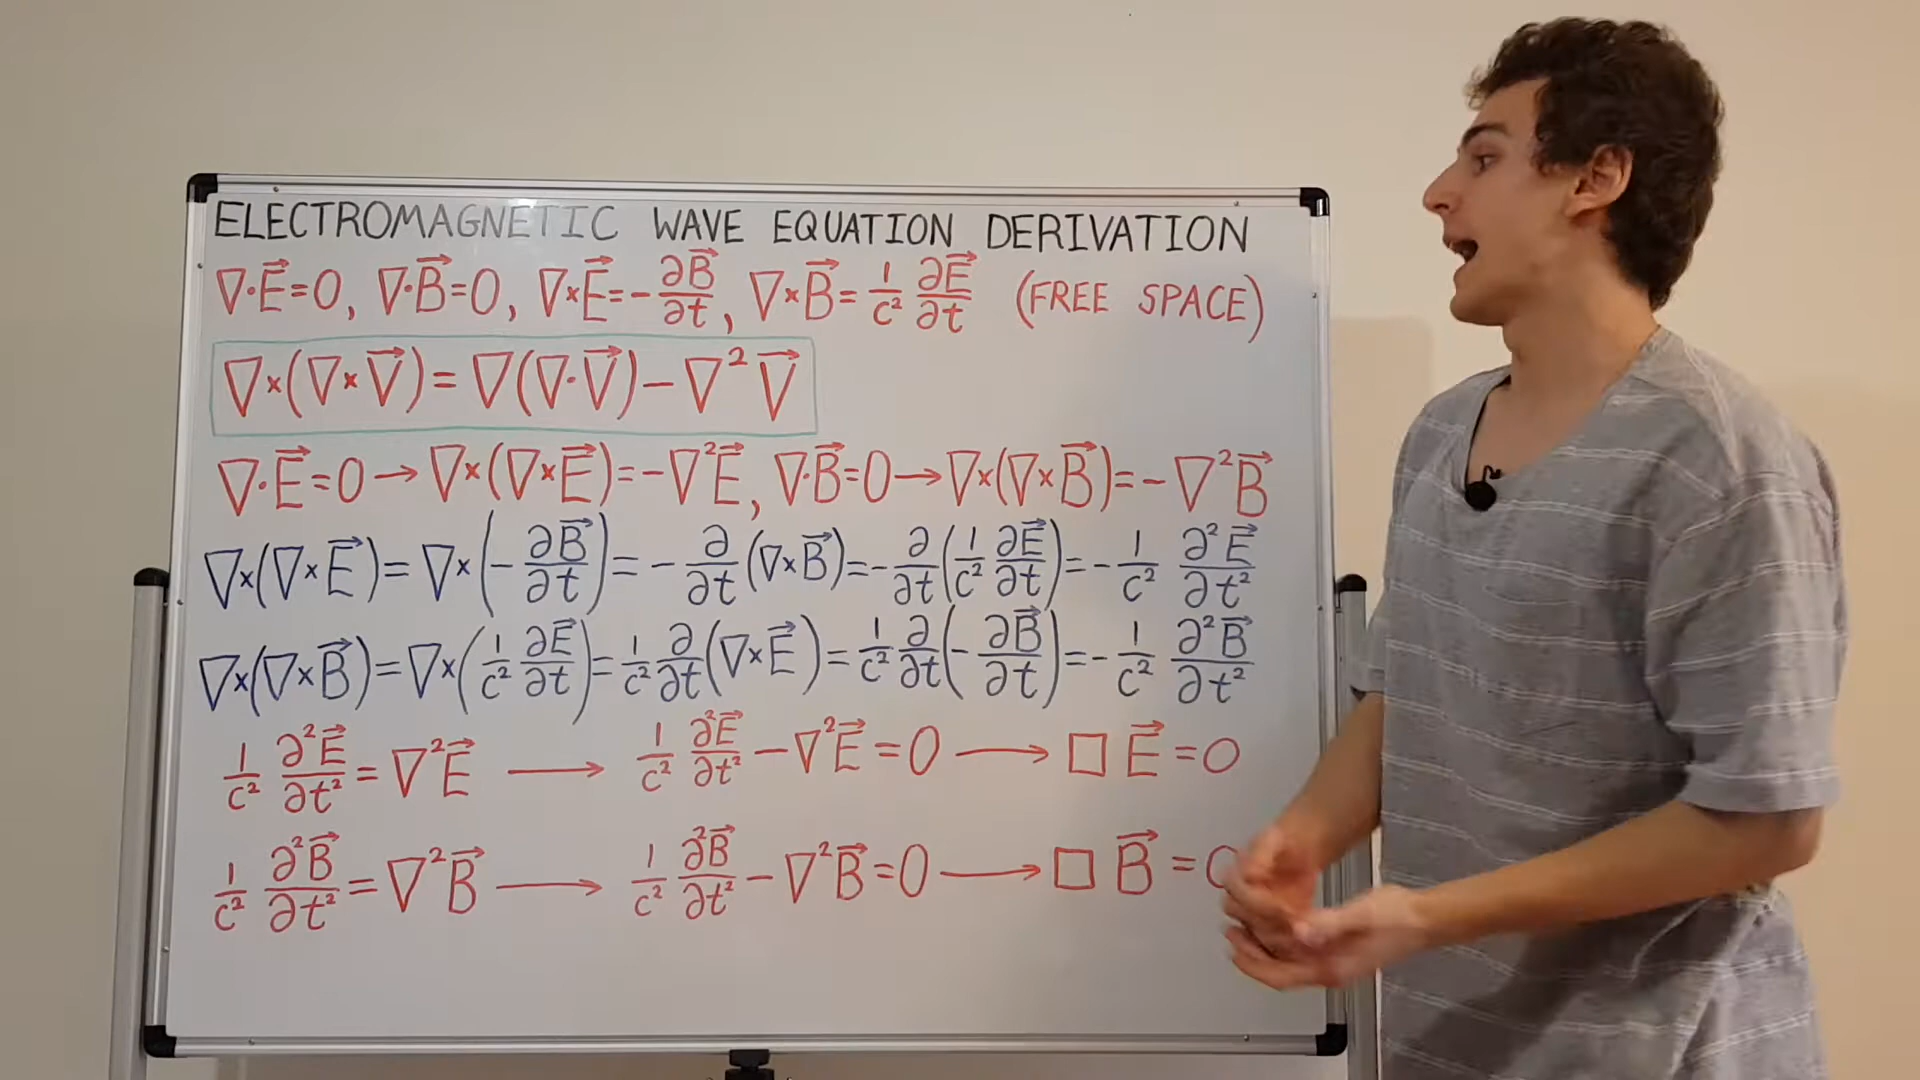 ELECTROMAGNETIC WAVE EQUATION DERIVATION
∇·E⃗=0, ∇·B⃗=0, ∇×E⃗=-∂B⃗/∂t, ∇×B⃗=1/c² ∂E⃗/∂t (FREE SPACE)
∇×(∇×V⃗)=∇(∇·V⃗)-∇²V⃗
∇·E⃗=0→∇×(∇×E⃗)=-∇²E⃗, ∇·B⃗=0→∇×(∇×B⃗)=-∇²B⃗
∇×(∇×E⃗)=∇×(-∂B⃗/∂t)=-∂/∂t(∇×B⃗)=-∂/∂t(1/c² ∂E⃗/∂t)=-1/c² ∂²E⃗/∂t²
∇×(∇×B⃗)=∇×(1/c² ∂E⃗/∂t)=1/c² ∂/∂t(∇×E⃗)=1/c² ∂/∂t(-∂B⃗/∂t)=-1/c² ∂²B⃗/∂t²
1/c² ∂²E⃗/∂t²=∇²E⃗ → 1/c² ∂²E⃗/∂t²-∇²E⃗=0 → □E⃗=0
1/c² ∂²B⃗/∂t²=∇²B⃗ → 1/c² ∂²B⃗/∂t²-∇²B⃗=0 → □B⃗=0